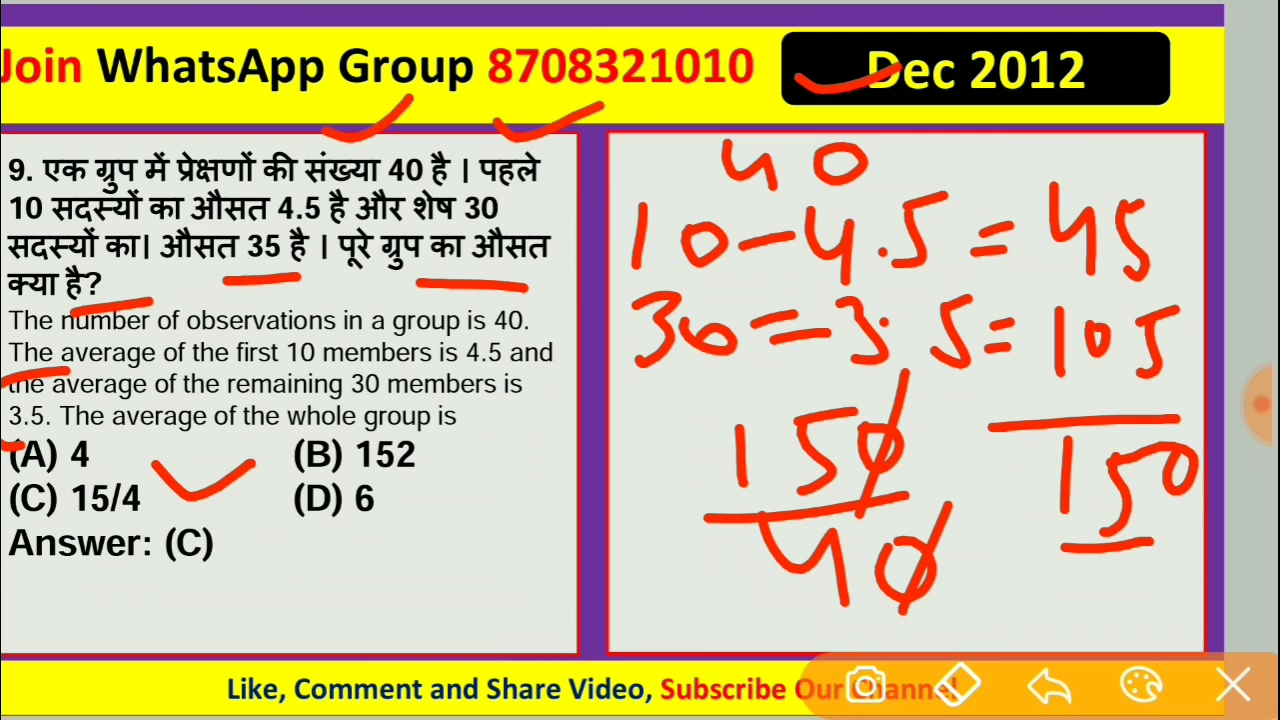 Join WhatsApp Group 8708321010
Dec 2012
9. एक ग्रुप में प्रेक्षणों की संख्या 40 है । पहले
10 सदस्यों का औसत 4.5 है और शेष 30
सदस्यों का। औसत 35 है । पूरे ग्रुप का औसत
क्या है?
The number of observations in a group is 40.
The average of the first 10 members is 4.5 and
the average of the remaining 30 members is
3.5. The average of the whole group is
(A) 4 (B) 152
(C) 15/4 (D) 6
Answer: (C)
40
10-4.5=45
30=3.5=105
150
150
40
Like, Comment and Share Video, Subscribe Our Channel